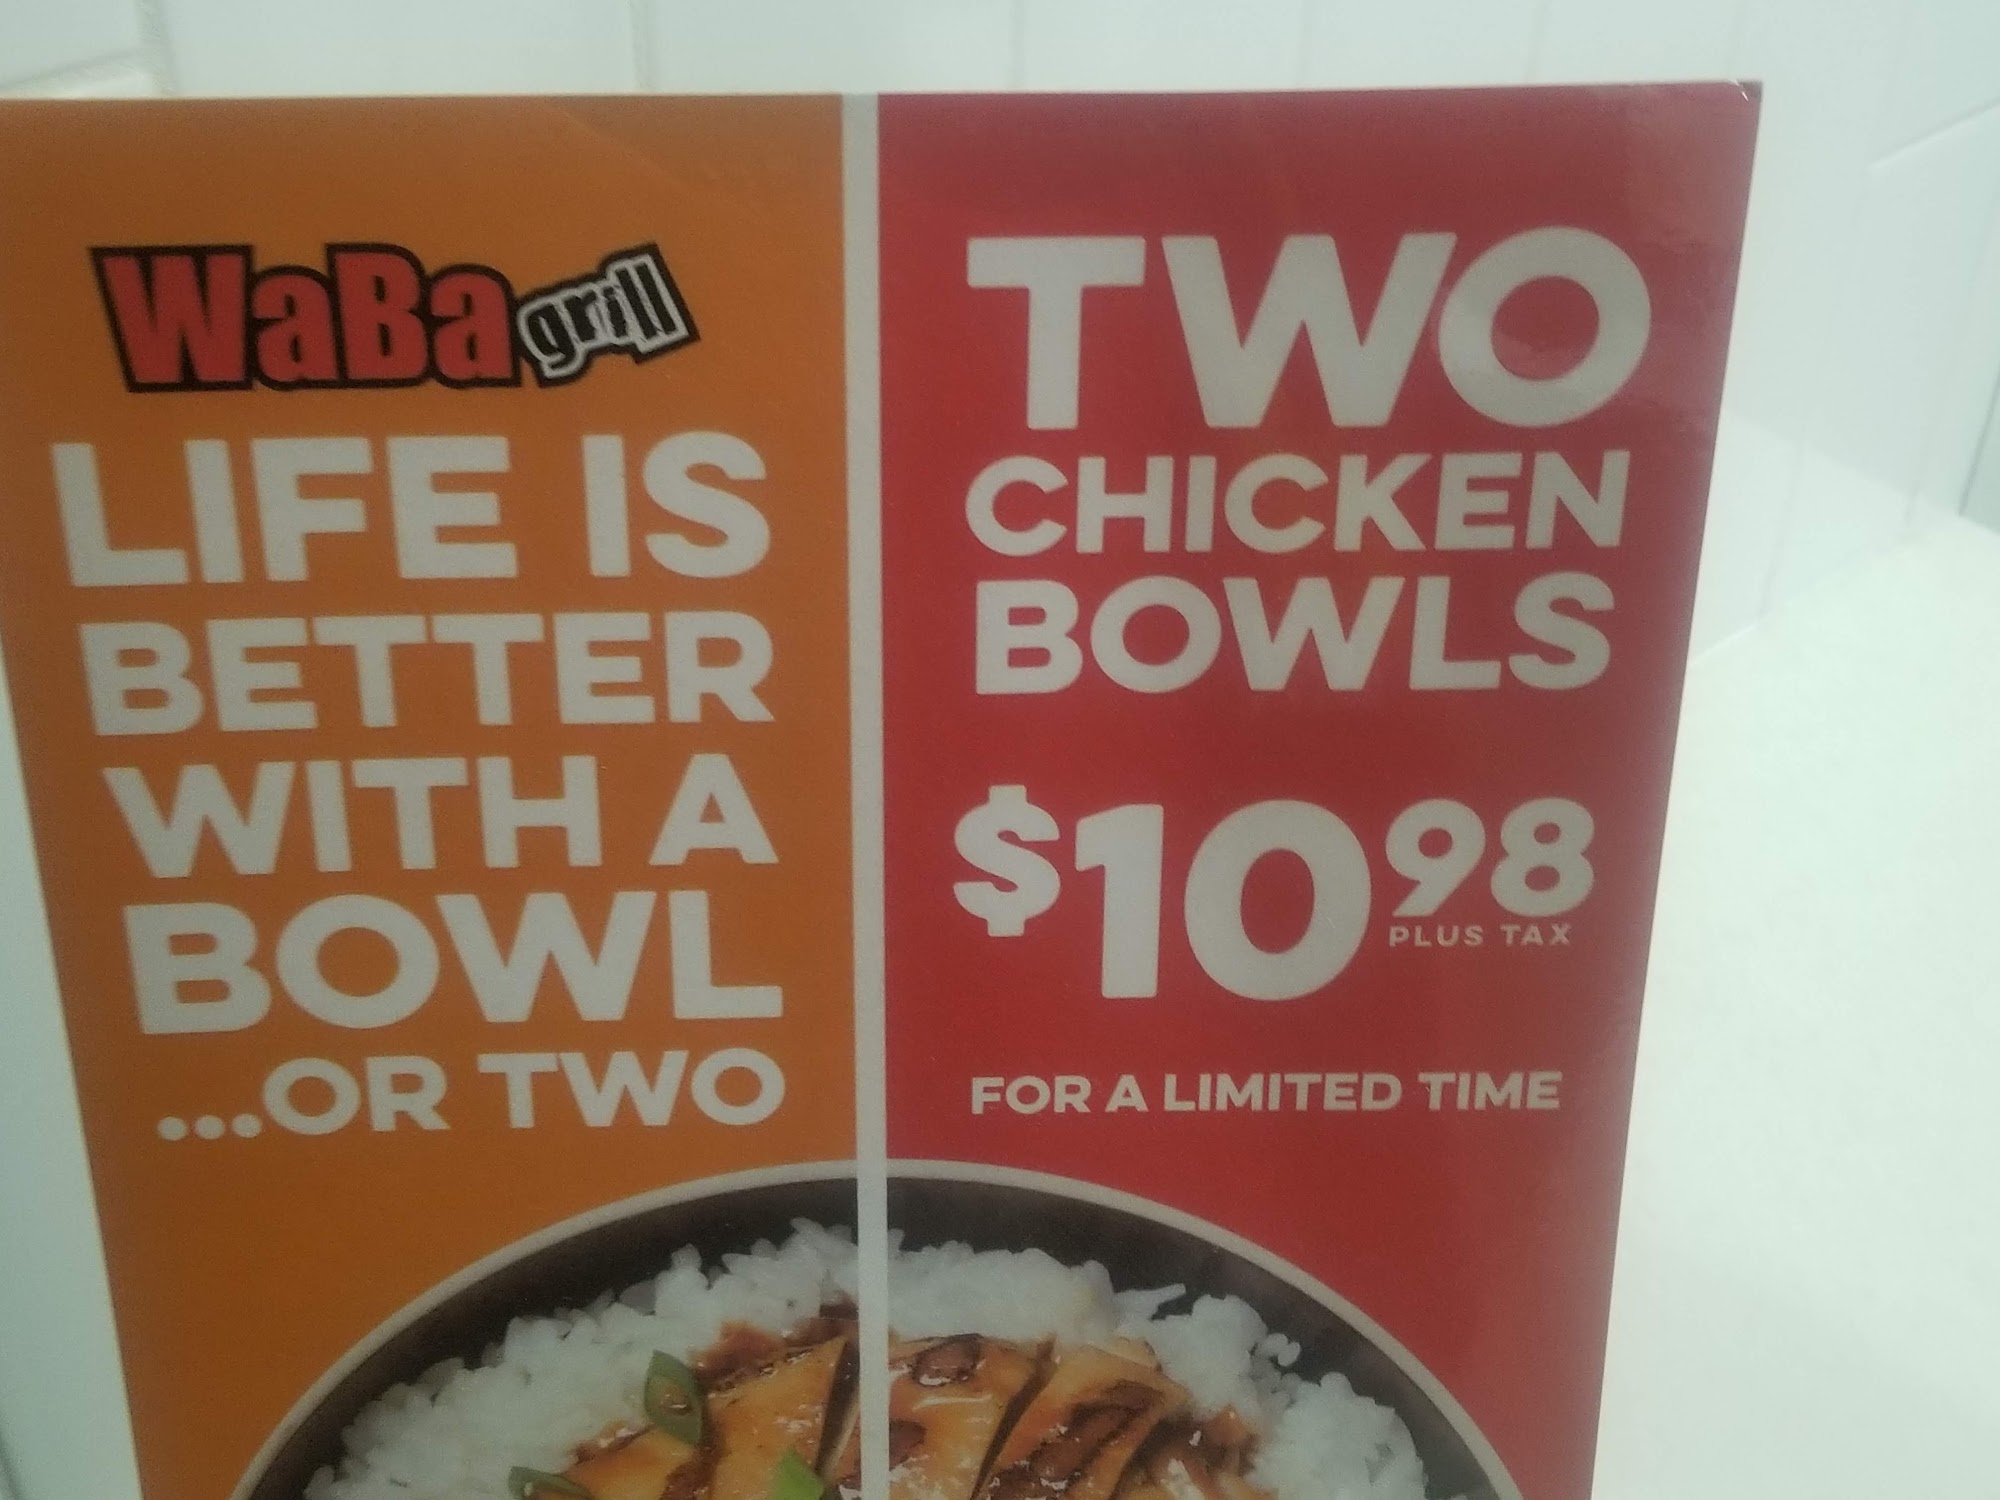 WaBa grill
LIFE IS
BETTER
WITH A
BOWL
...OR TWO
TWO
CHICKEN
BOWLS
$10 98
PLUS TAX
FOR A LIMITED TIME